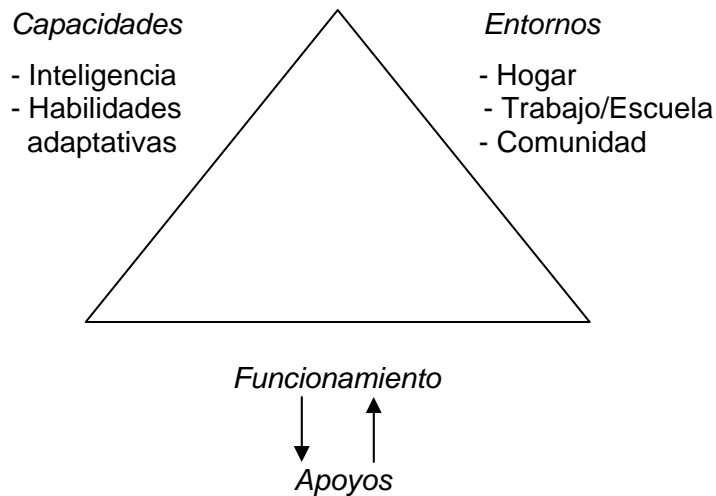 Capacidades
- Inteligencia
- Habilidades
adaptativas
Entornos
- Hogar
- Trabajo/Escuela
- Comunidad
Funcionamiento
Apoyos